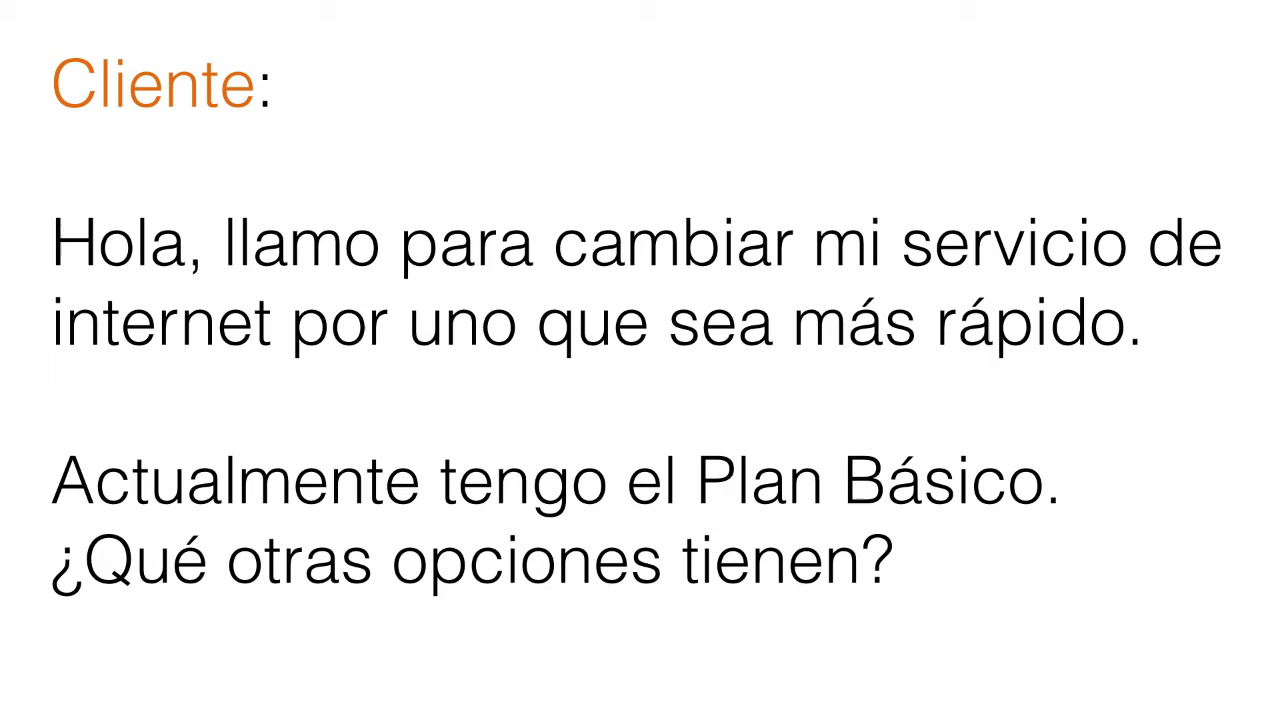 Cliente:
Hola, llamo para cambiar mi servicio de
internet por uno que sea más rápido.
Actualmente tengo el Plan Básico.
¿Qué otras opciones tienen?